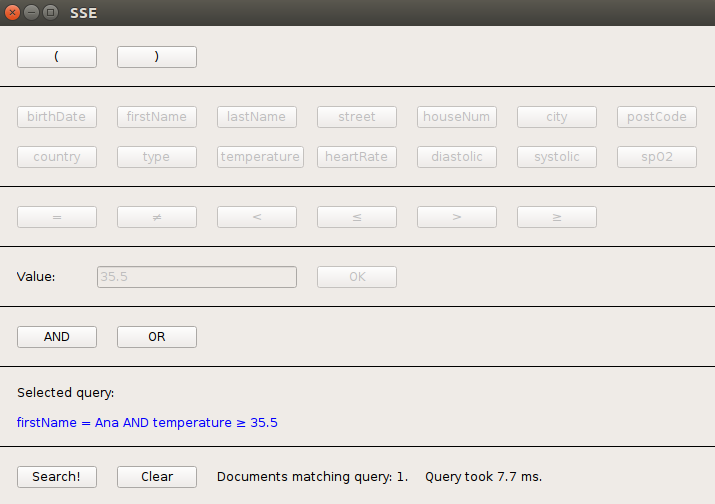 SSE
( )
birthDate firstName lastName street houseNum city postCode
country type temperature heartRate diastolic systolic spO2
= ≠ < ≤ > ≥
Value: 35.5 OK
AND OR
Selected query:
firstName = Ana AND temperature ≥ 35.5
Search! Clear Documents matching query: 1. Query took 7.7 ms.